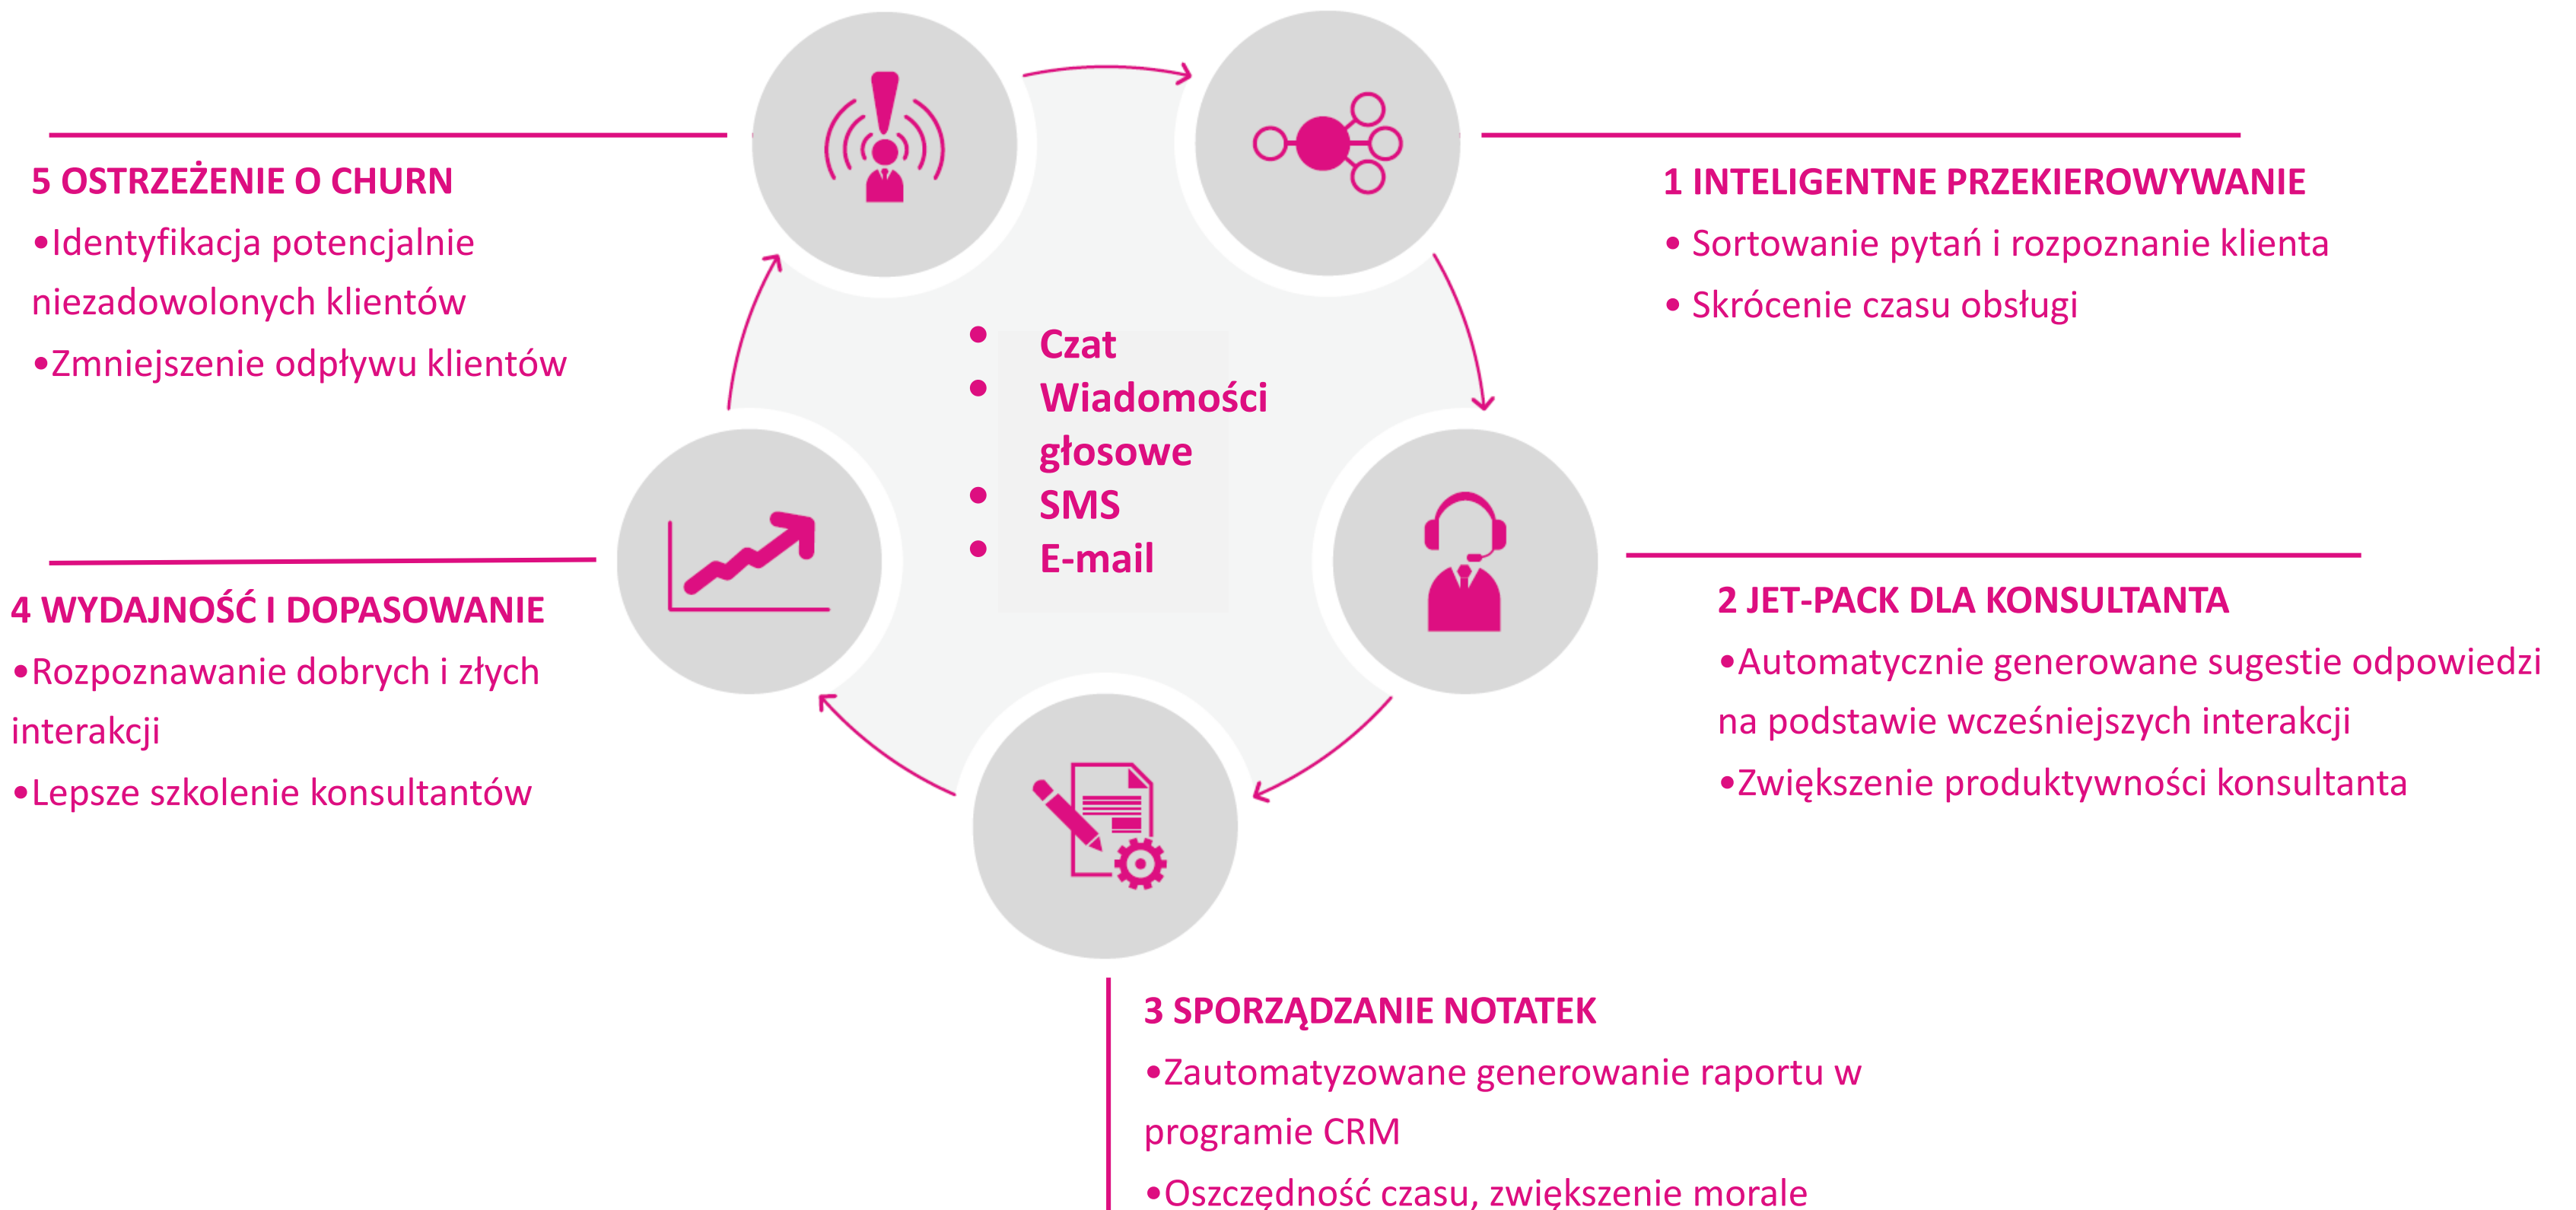 5 OSTRZEŻENIE O CHURN
•Identyfikacja potencjalnie
niezadowolonych klientów
•Zmniejszenie odpływu klientów
1 INTELIGENTNE PRZEKIEROWYWANIE
• Sortowanie pytań i rozpoznanie klienta
• Skrócenie czasu obsługi
• Czat
• Wiadomości
głosowe
• SMS
• E-mail
4 WYDAJNOŚĆ I DOPASOWANIE
•Rozpoznawanie dobrych i złych
interakcji
•Lepsze szkolenie konsultantów
2 JET-PACK DLA KONSULTANTA
•Automatycznie generowane sugestie odpowiedzi
na podstawie wcześniejszych interakcji
•Zwiększenie produktywności konsultanta
3 SPORZĄDZANIE NOTATEK
•Zautomatyzowane generowanie raportu w
programie CRM
•Oszczędność czasu, zwiększenie morale